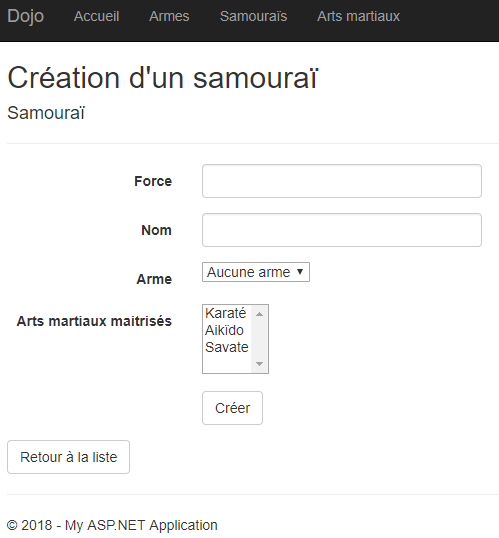 Dojo Accueil Armes Samouraïs Arts martiaux
Création d'un samouraï
Samouraï
Force
Nom
Arme Aucune arme
Arts martiaux maitrisés Karaté
Aikïdo
Savate
Créer
Retour à la liste
© 2018 - My ASP.NET Application